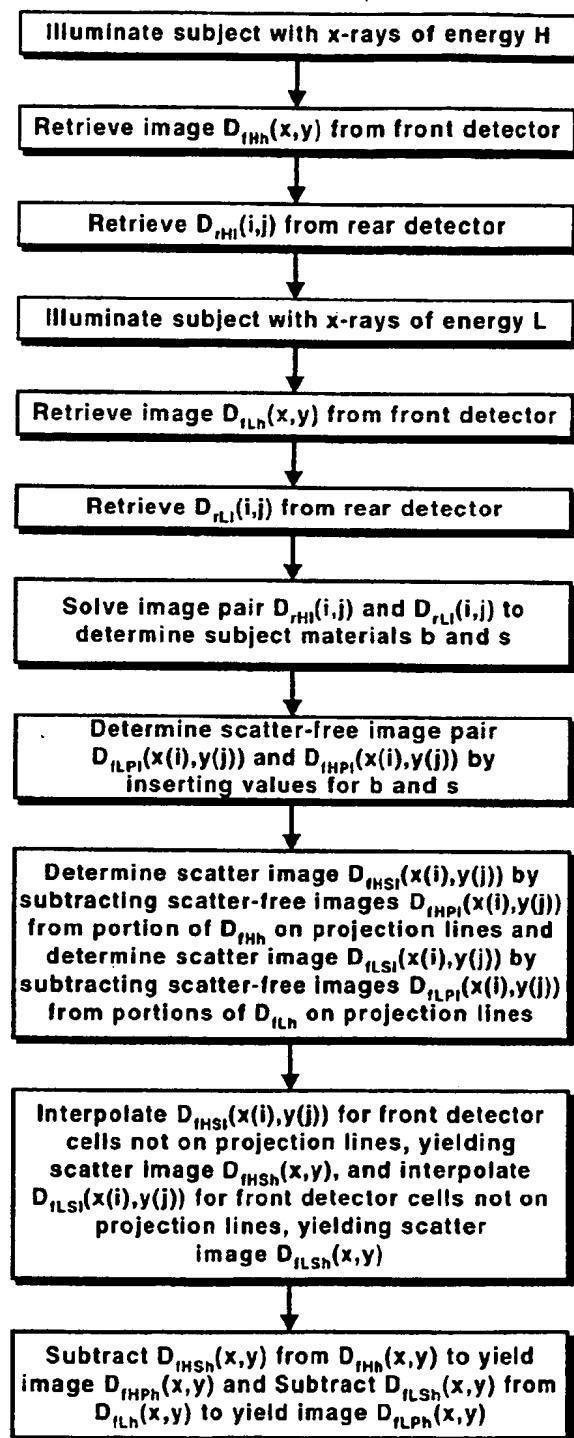 Illuminate subject with x-rays of energy H
Retrieve image D_fHh(x,y) from front detector
Retrieve D_rHl(i,j) from rear detector
Illuminate subject with x-rays of energy L
Retrieve image D_fLh(x,y) from front detector
Retrieve D_rLl(i,j) from rear detector
Solve image pair D_rHl(i,j) and D_rLl(i,j) to
determine subject materials b and s
Determine scatter-free image pair
D_fLPl(x(i),y(j)) and D_fHPl(x(i),y(j)) by
inserting values for b and s
Determine scatter image D_fHSl(x(i),y(j)) by
subtracting scatter-free images D_fHPl(x(i),y(j))
from portion of D_fHh on projection lines and
determine scatter image D_fLSl(x(i),y(j)) by
subtracting scatter-free images D_fLPl(x(i),y(j))
from portions of D_fLh on projection lines
Interpolate D_fHSl(x(i),y(j)) for front detector
cells not on projection lines, yielding
scatter image D_fHSh(x,y), and interpolate
D_fLSl(x(i),y(j)) for front detector cells not on
projection lines, yielding scatter
image D_fLSh(x,y)
Subtract D_fHSh(x,y) from D_fHh(x,y) to yield
image D_fHPh(x,y) and Subtract D_fLSh(x,y) from
D_fLh(x,y) to yield image D_fLPh(x,y)